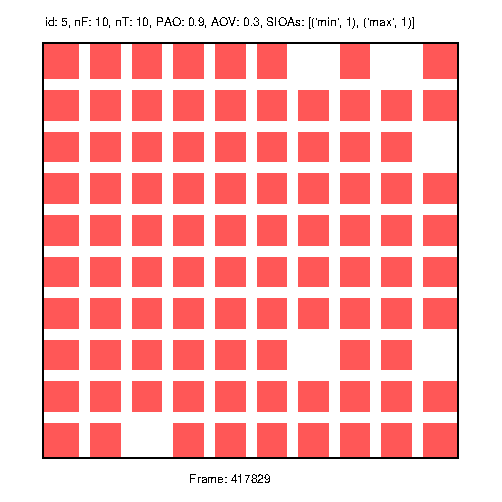 id: 5, nF: 10, nT: 10, PAO: 0.9, AOV: 0.3, SIOAs: [('min', 1), ('max', 1)]
Frame: 417829